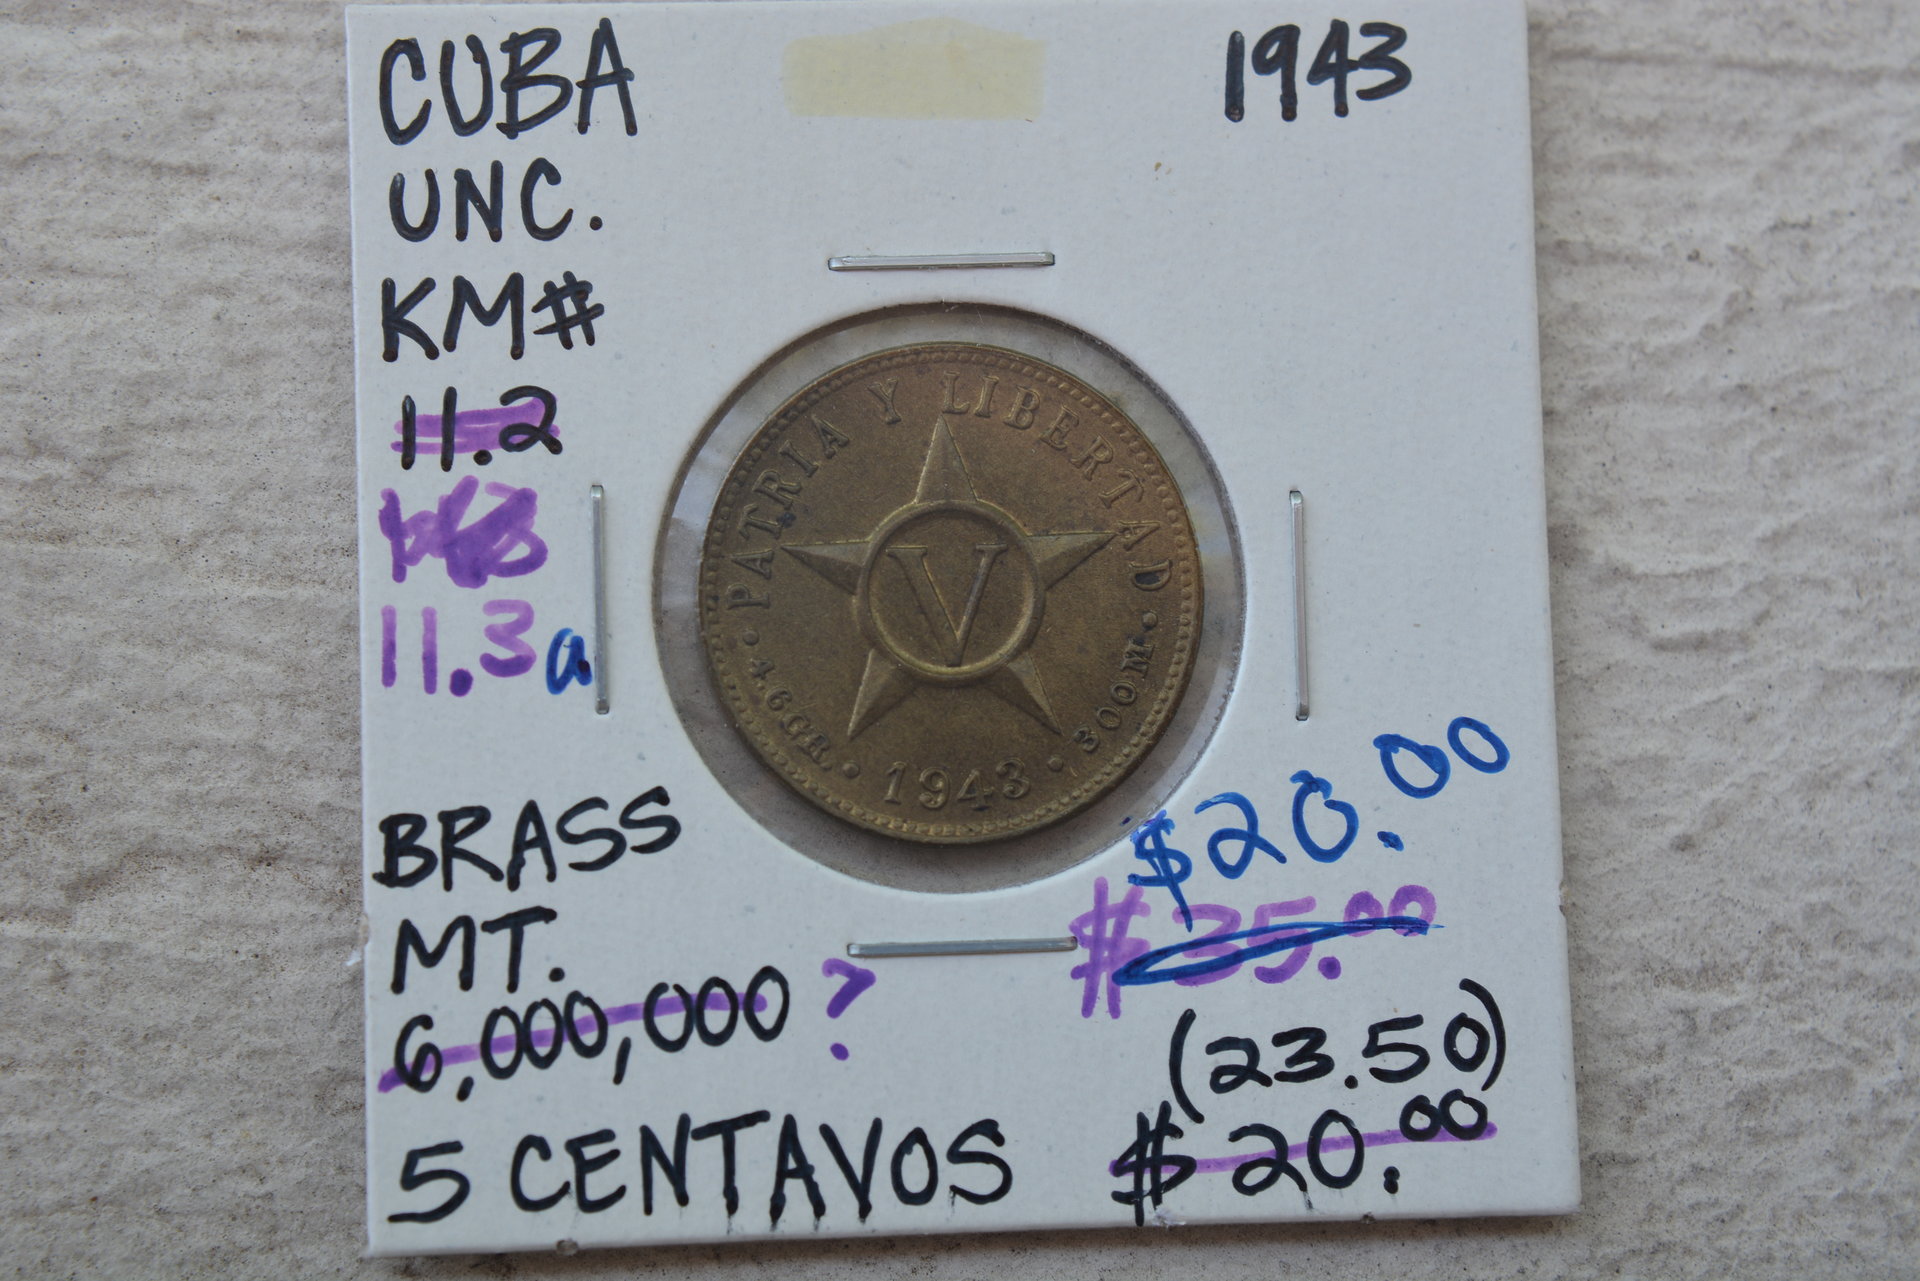 CUBA
1943
UNC.
KM#
11.2
11.3a
PATRIA Y LIBERTAD
V
4.6GR. • 1943 • 300M.
BRASS
MT.
6,000,000 ?
5 CENTAVOS
$20.00
$35.00
(23.50)
$20.00